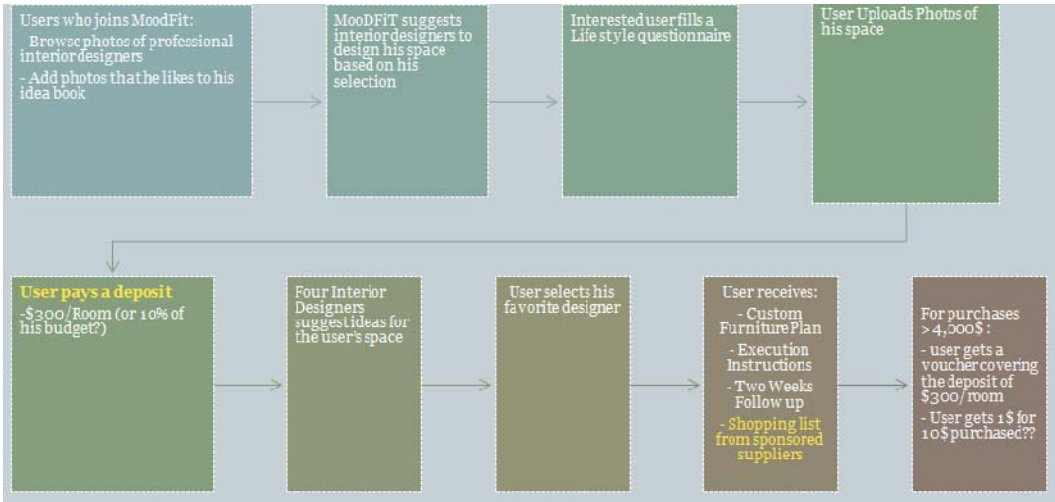 Users who joins MoodFit:
- Browse photos of professional
interior designers
- Add photos that he likes to his
idea book
MooDFiT suggests
interior designers to
design his space
based on his
selection
Interested user fills a
Life style questionnaire
User Uploads Photos of
his space
User pays a deposit
-$300/Room (or 10% of
his budget?)
Four Interior
Designers
suggest ideas for
the user's space
User selects his
favorite designer
User receives:
- Custom
Furniture Plan
- Execution
Instructions
- Two Weeks
Follow up
- Shopping list
from sponsored
suppliers
For purchases
>4,000$ :
- user gets a
voucher covering
the deposit of
$300/room
- User gets 1$ for
10$ purchased??